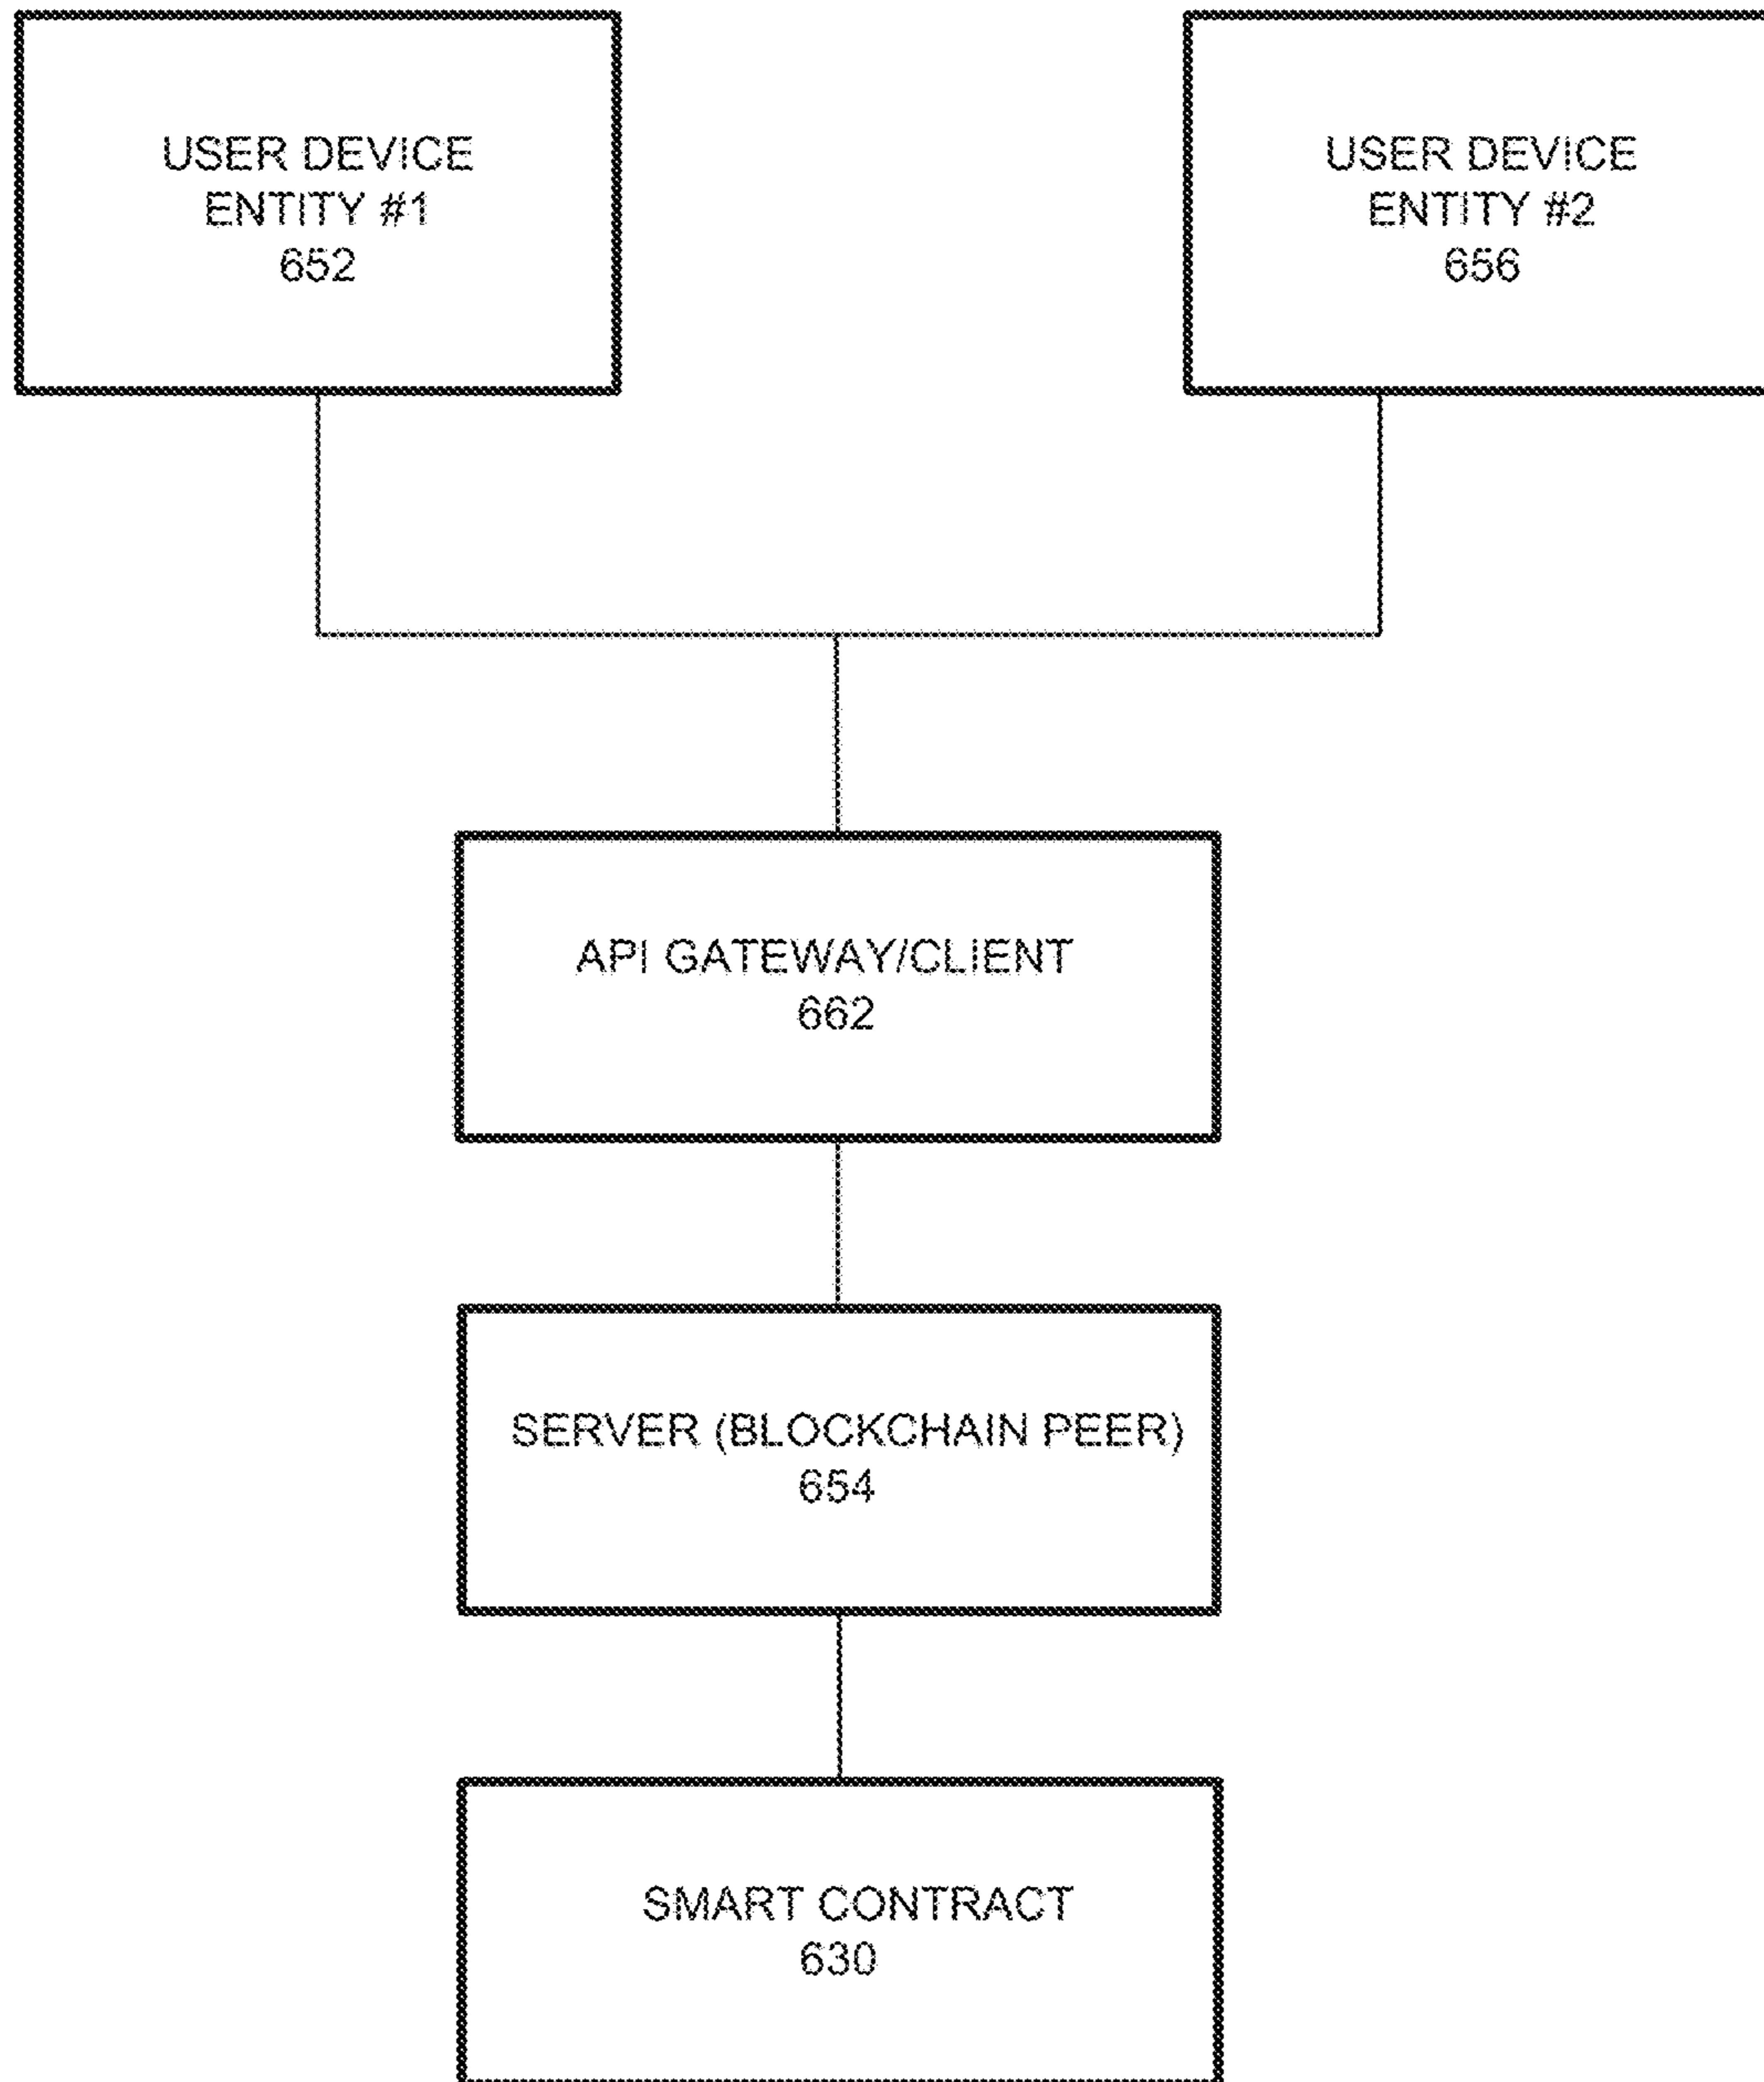 USER DEVICE
ENTITY #1
652
USER DEVICE
ENTITY #2
656
API GATEWAY/CLIENT
662
SERVER (BLOCKCHAIN PEER)
654
SMART CONTRACT
630